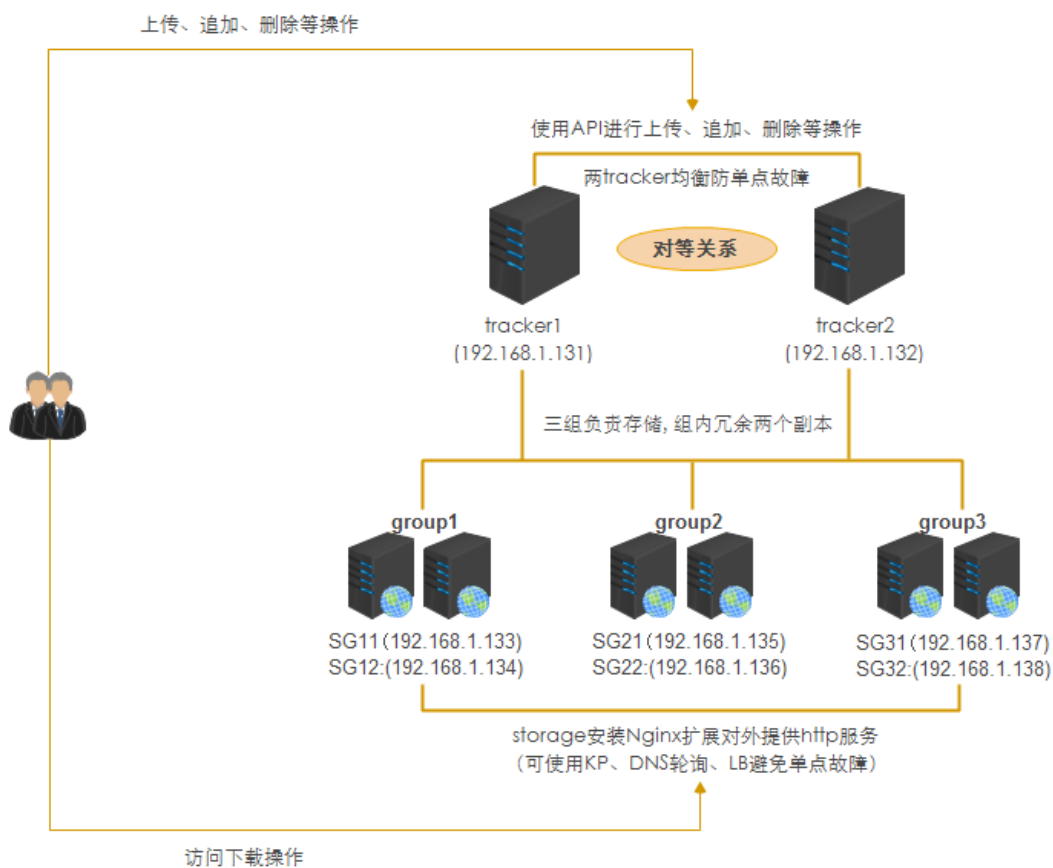 上传、追加、删除等操作
使用API进行上传、追加、删除等操作
两tracker均衡防单点故障
对等关系
tracker1
(192.168.1.131)
tracker2
(192.168.1.132)
三组负责存储, 组内冗余两个副本
group1
group2
group3
SG11(192.168.1.133)
SG12:(192.168.1.134)
SG21(192.168.1.135)
SG22:(192.168.1.136)
SG31(192.168.1.137)
SG32:(192.168.1.138)
storage安装Nginx扩展对外提供http服务
（可使用KP、DNS轮询、LB避免单点故障）
访问下载操作